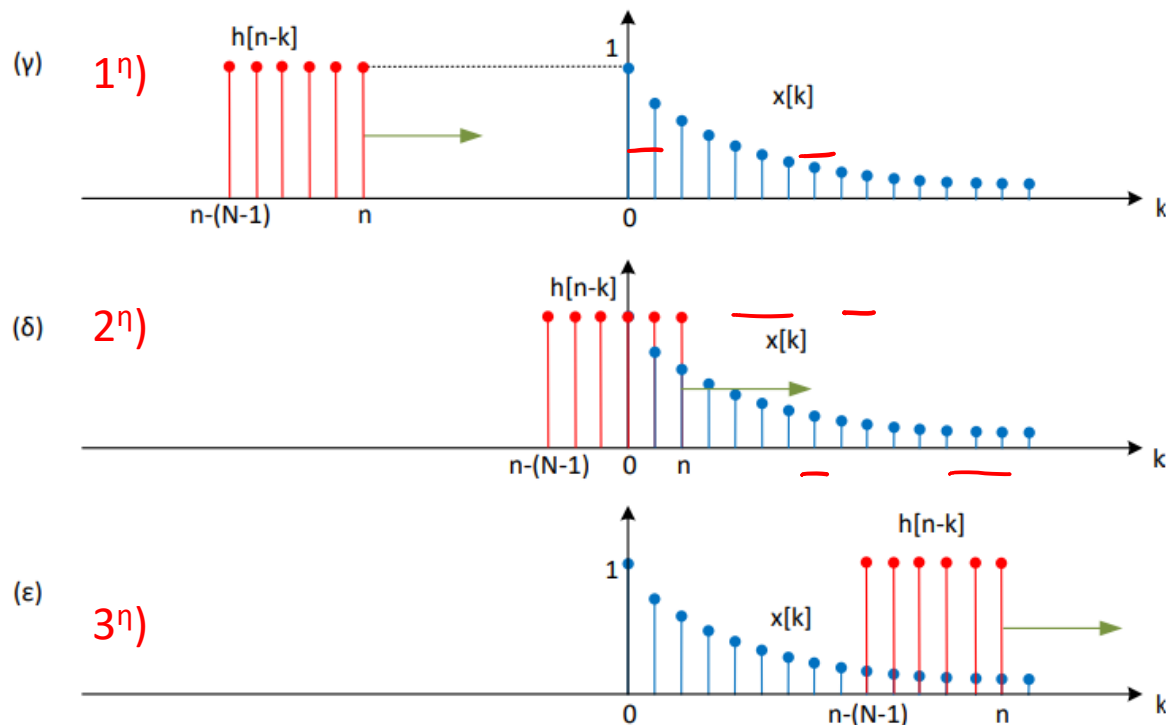 (γ) 1η) h[n-k] 1 x[k]
n-(N-1) n 0 k
(δ) 2η) h[n-k] x[k]
n-(N-1) 0 n k
(ε) 3η) 1 x[k] h[n-k]
0 n-(N-1) n k